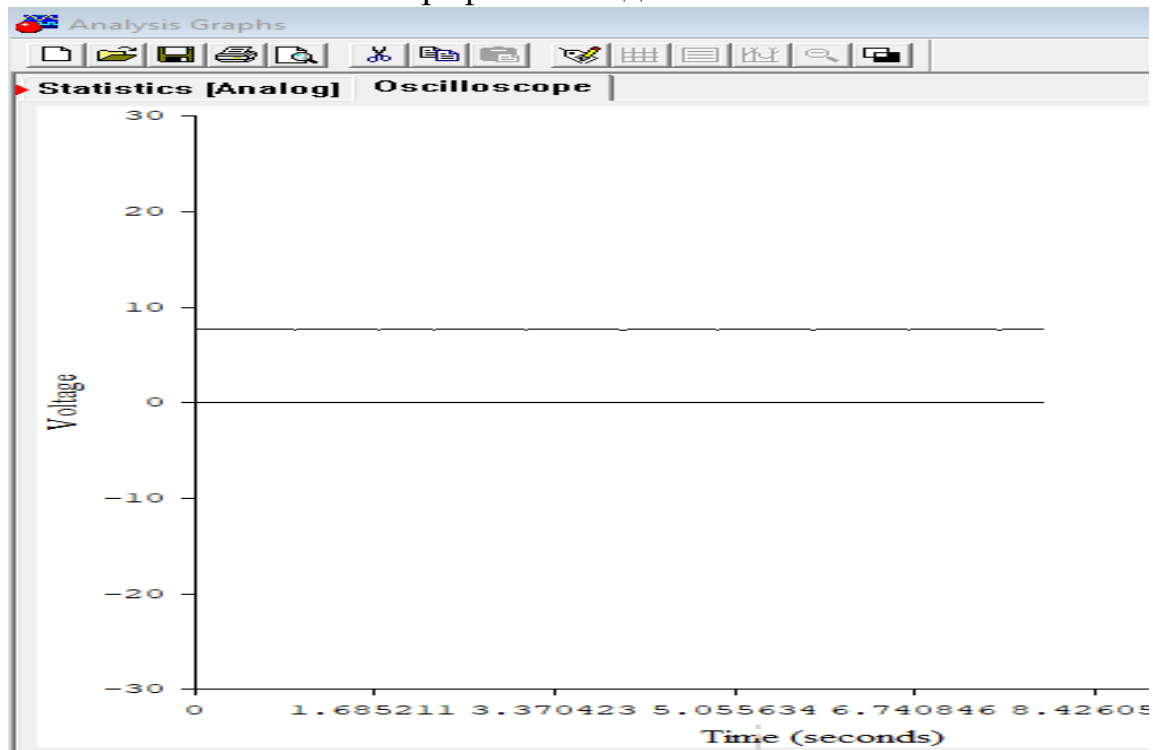 Analysis Graphs
Statistics [Analog] Oscilloscope
30
20
10
0
-10
-20
-30
Voltage
0 1.685211 3.370423 5.055634 6.740846 8.42605
Time (seconds)